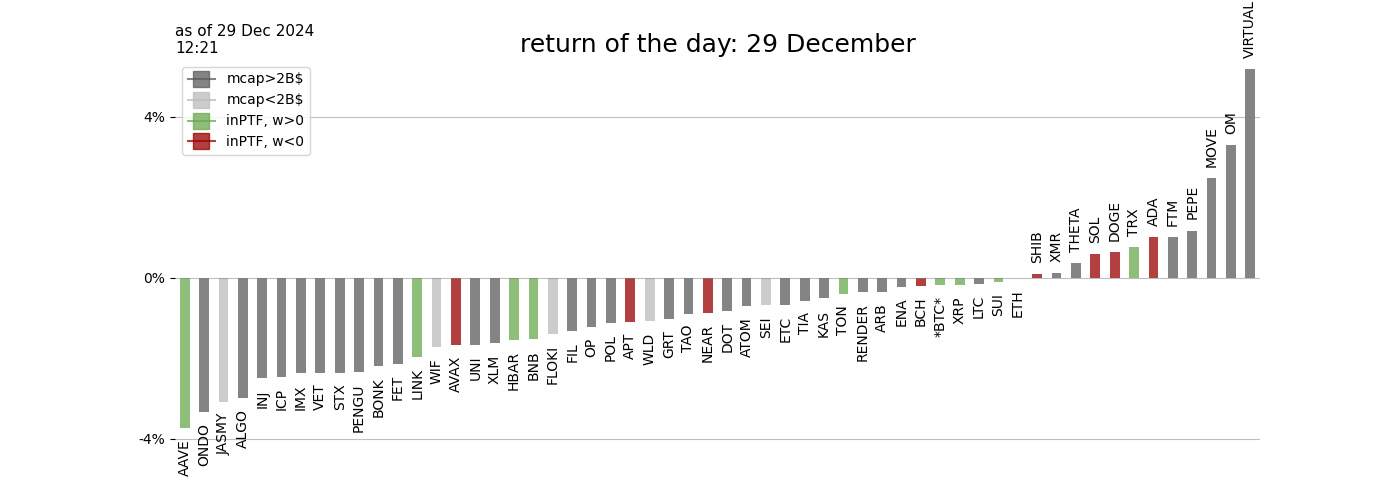 as of 29 Dec 2024
12:21
return of the day: 29 December
mcap>2B$
mcap<2B$
inPTF, w>0
inPTF, w<0
4%
0%
-4%
AAVE
ONDO
JASMY
ALGO
INJ
ICP
IMX
VET
STX
PENGU
BONK
FET
LINK
WIF
AVAX
UNI
XLM
HBAR
BNB
FLOKI
FIL
OP
POL
APT
WLD
GRT
TAO
NEAR
DOT
ATOM
SEI
ETC
TIA
KAS
TON
RENDER
ARB
ENA
BCH
*BTC*
XRP
LTC
SUI
ETH
SHIB
XMR
THETA
SOL
DOGE
TRX
ADA
FTM
PEPE
MOVE
OM
VIRTUAL